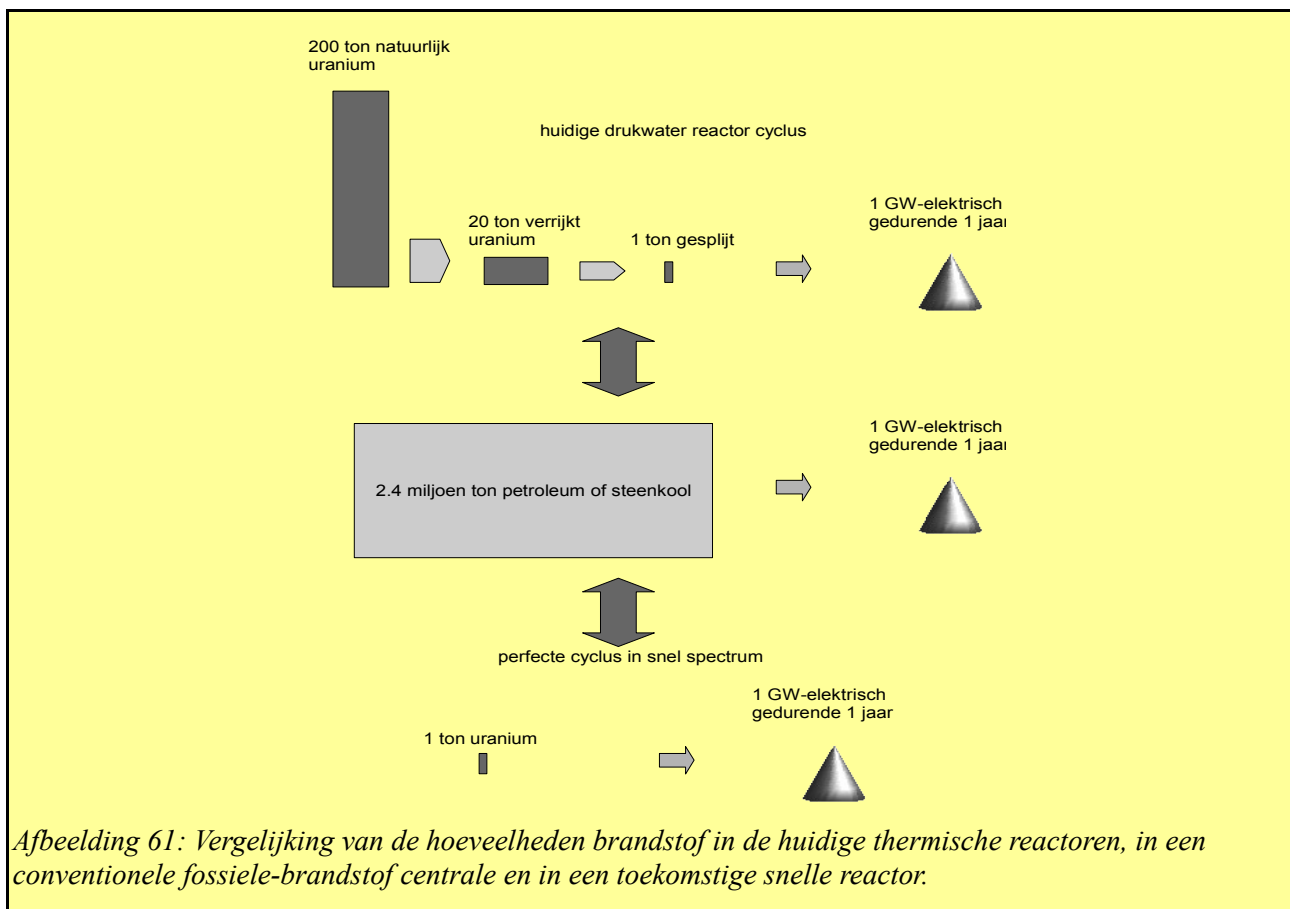 200 ton natuurlijk
uranium
huidige drukwater reactor cyclus
20 ton verrijkt
uranium
1 ton gesplijt
1 GW-elektrisch
gedurende 1 jaar
2.4 miljoen ton petroleum of steenkool
1 GW-elektrisch
gedurende 1 jaar
perfecte cyclus in snel spectrum
1 ton uranium
1 GW-elektrisch
gedurende 1 jaar
Afbeelding 61: Vergelijking van de hoeveelheden brandstof in de huidige thermische reactoren, in een
conventionele fossiele-brandstof centrale en in een toekomstige snelle reactor.